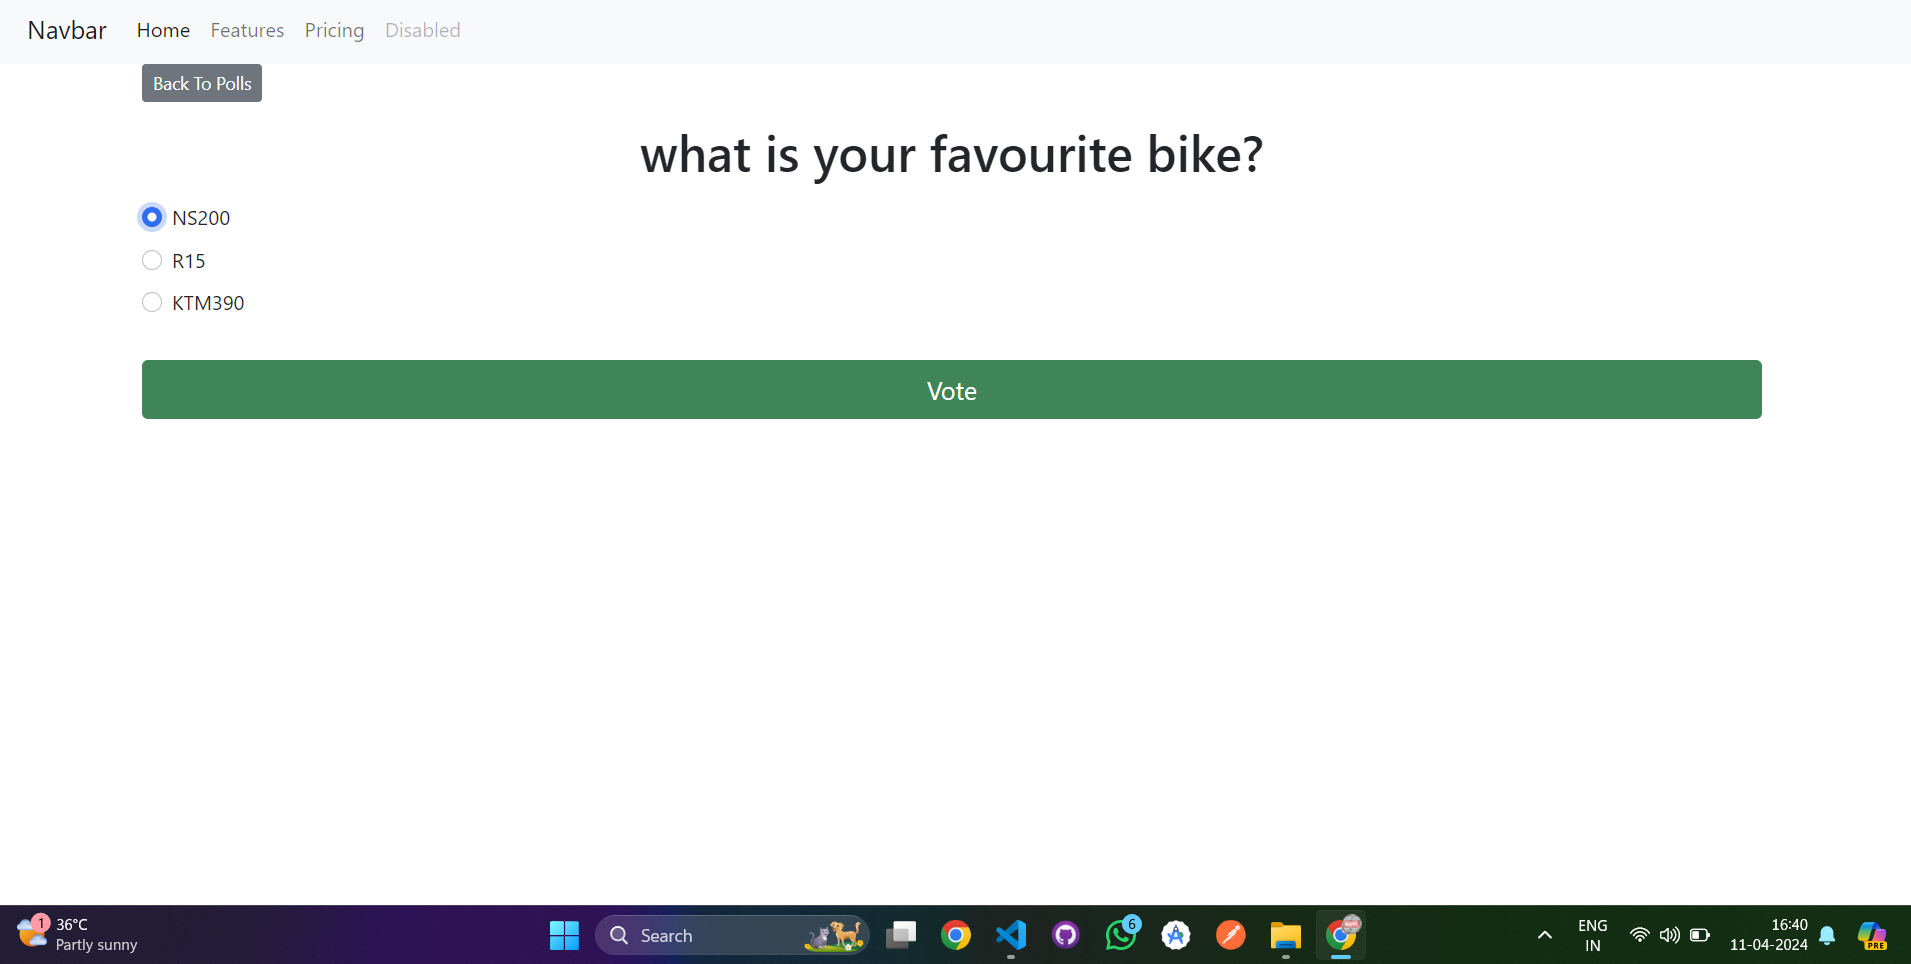 Navbar Home Features Pricing Disabled
Back To Polls
what is your favourite bike?
NS200
R15
KTM390
Vote
1
36°C
Partly sunny
Search
6
ENG
IN
16:40
11-04-2024
PRE